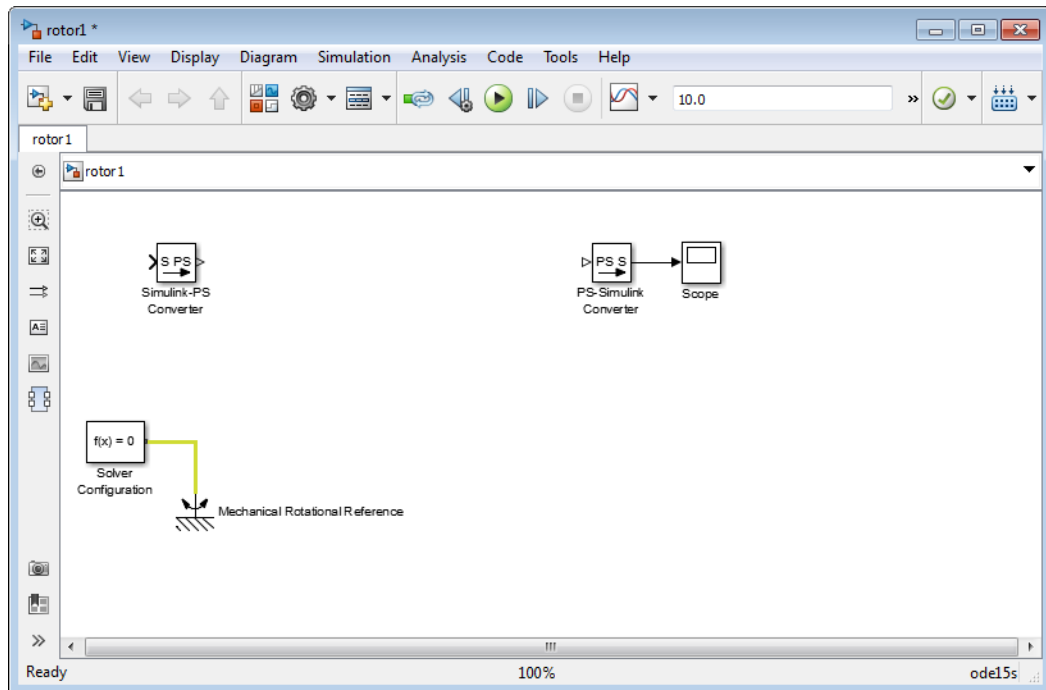 rotor1 *
File Edit View Display Diagram Simulation Analysis Code Tools Help
10.0 »
rotor1
rotor1
S PS
Simulink-PS
Converter
PS S
PS-Simulink
Converter
Scope
f(x) = 0
Solver
Configuration
Mechanical Rotational Reference
Ready 100% ode15s